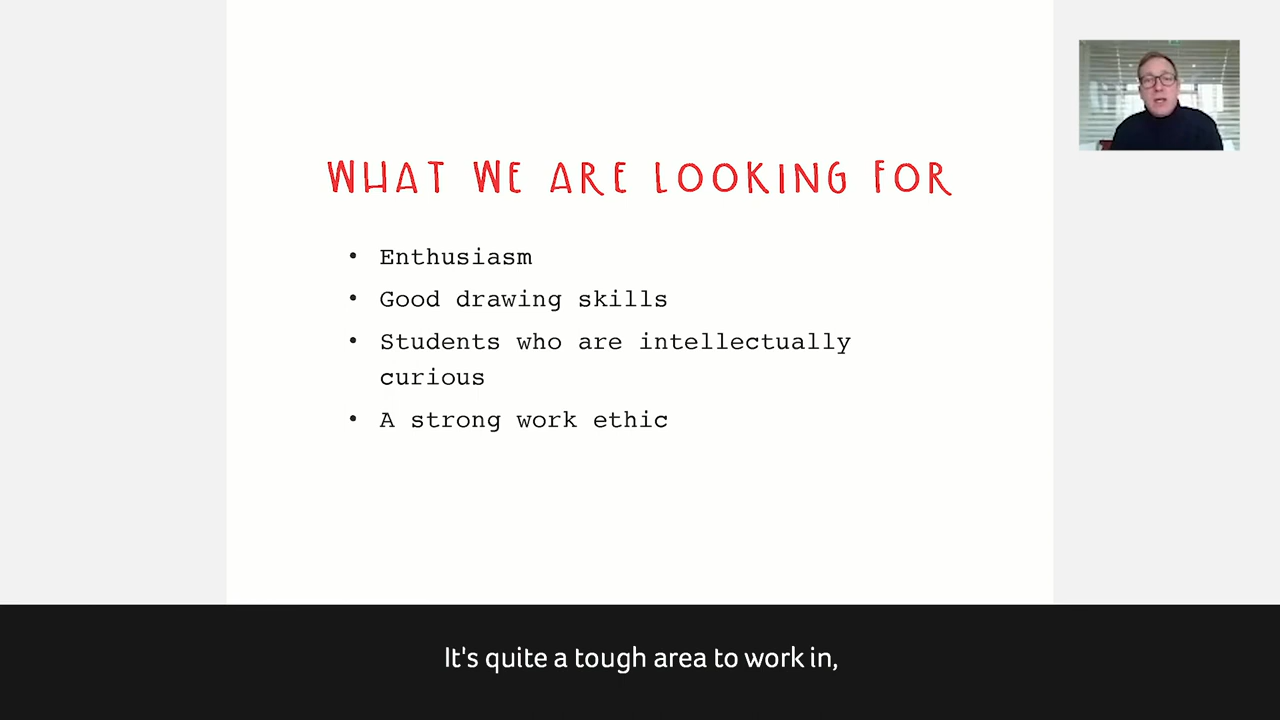 WHAT WE ARE LOOKING FOR
• Enthusiasm
• Good drawing skills
• Students who are intellectually
curious
• A strong work ethic
It's quite a tough area to work in,